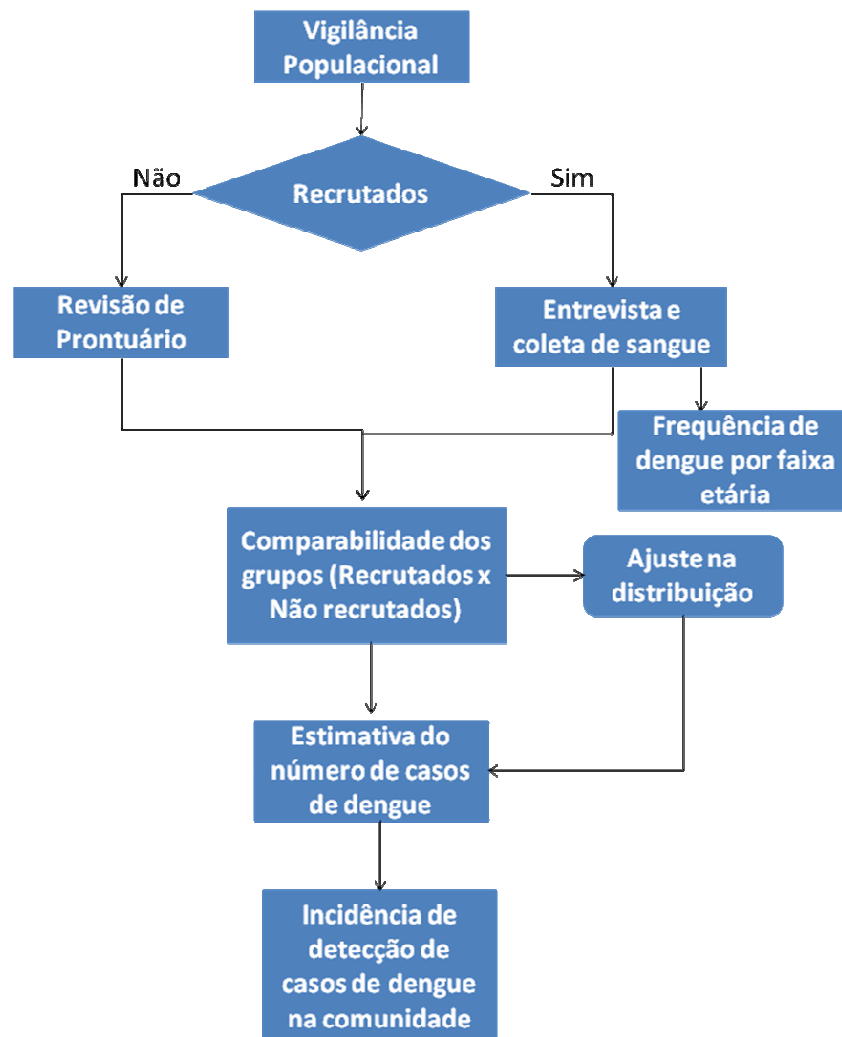 Vigilância
Populacional
Não
Recrutados
Sim
Revisão de
Prontuário
Entrevista e
coleta de sangue
Frequência de
dengue por faixa
etária
Comparabilidade dos
grupos (Recrutados x
Não recrutados)
Ajuste na
distribuição
Estimativa do
número de casos
de dengue
Incidência de
detecção de
casos de dengue
na comunidade